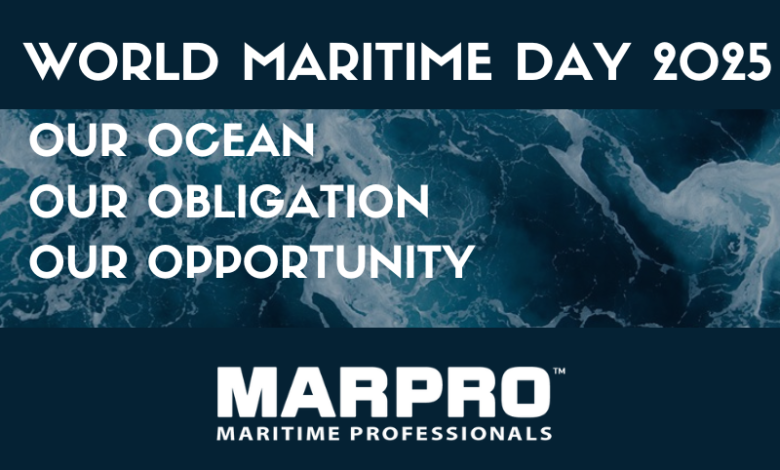 WORLD MARITIME DAY 2025
OUR OCEAN
OUR OBLIGATION
OUR OPPORTUNITY
MARPRO™
MARITIME PROFESSIONALS